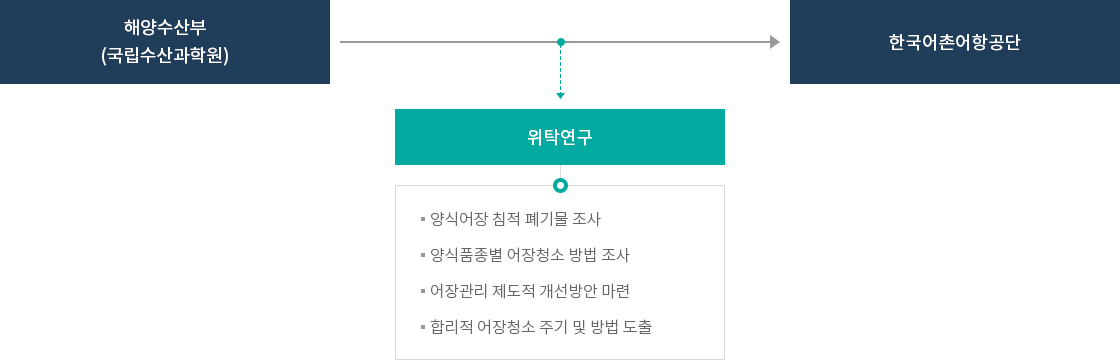 해양수산부
(국립수산과학원)
한국어촌어항공단
위탁연구
▪ 양식어장 침적 폐기물 조사
▪ 양식품종별 어장청소 방법 조사
▪ 어장관리 제도적 개선방안 마련
▪ 합리적 어장청소 주기 및 방법 도출